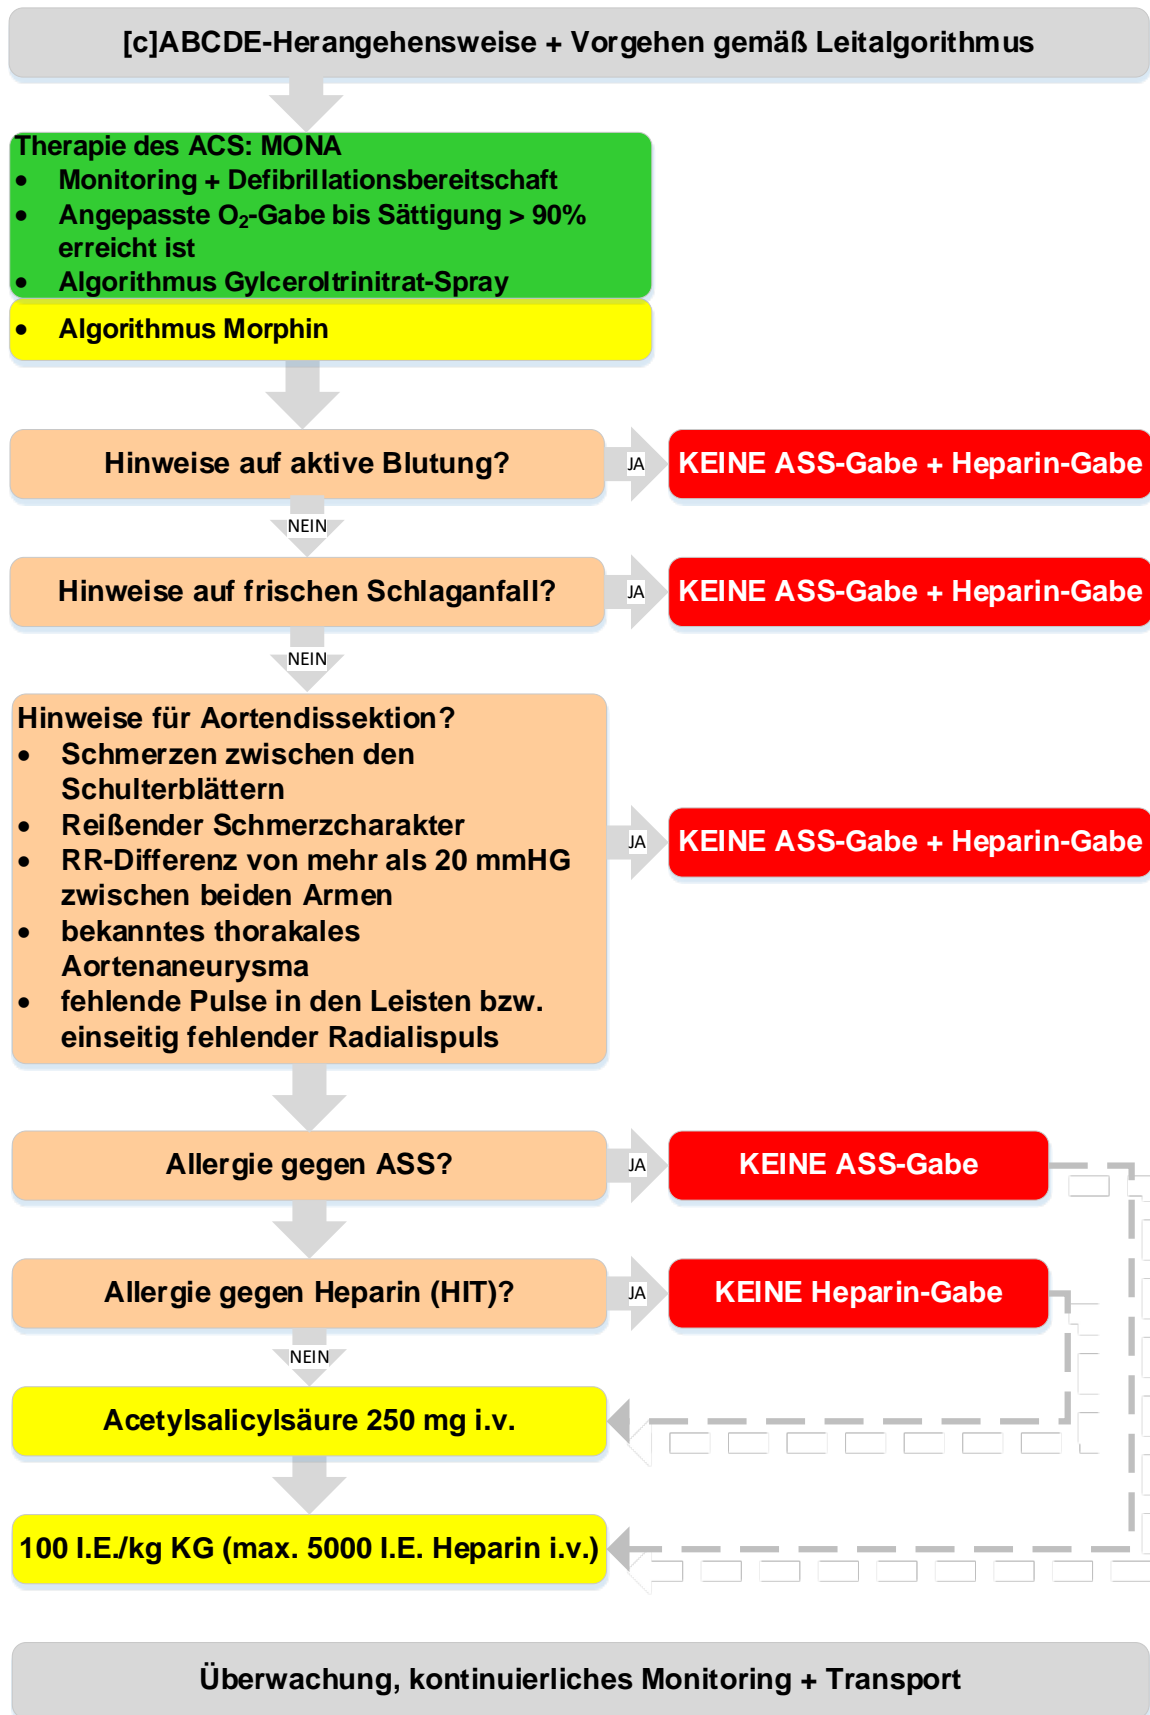 [c]ABCDE-Herangehensweise + Vorgehen gemäß Leitalgorithmus
Therapie des ACS: MONA
• Monitoring + Defibrillationsbereitschaft
• Angepasste O₂-Gabe bis Sättigung > 90%
erreicht ist
• Algorithmus Gylceroltrinitrat-Spray
• Algorithmus Morphin
Hinweise auf aktive Blutung?
JA
KEINE ASS-Gabe + Heparin-Gabe
NEIN
Hinweise auf frischen Schlaganfall?
JA
KEINE ASS-Gabe + Heparin-Gabe
NEIN
Hinweise für Aortendissektion?
• Schmerzen zwischen den
Schulterblättern
• Reißender Schmerzcharakter
• RR-Differenz von mehr als 20 mmHG
zwischen beiden Armen
• bekanntes thorakales
Aortenaneurysma
• fehlende Pulse in den Leisten bzw.
einseitig fehlender Radialispuls
JA
KEINE ASS-Gabe + Heparin-Gabe
Allergie gegen ASS?
JA
KEINE ASS-Gabe
Allergie gegen Heparin (HIT)?
JA
KEINE Heparin-Gabe
NEIN
Acetylsalicylsäure 250 mg i.v.
100 I.E./kg KG (max. 5000 I.E. Heparin i.v.)
Überwachung, kontinuierliches Monitoring + Transport